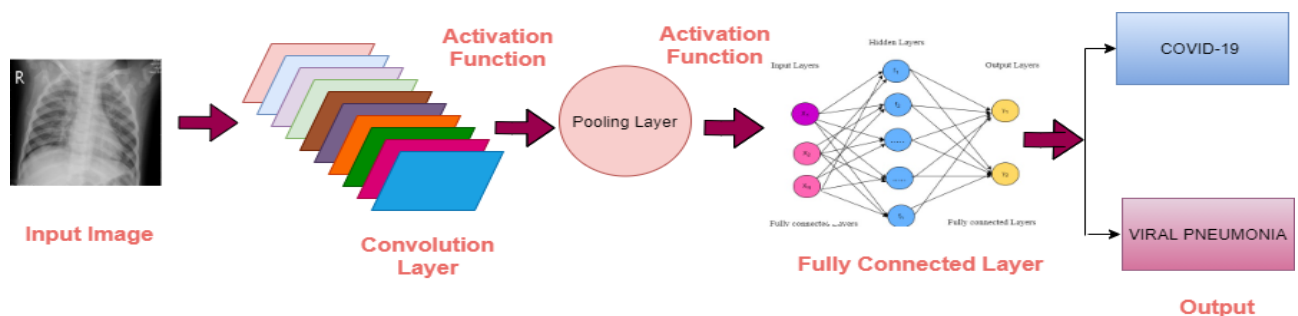 R
Input Image
Convolution
Layer
Activation
Function
Pooling Layer
Activation
Function
Input Layers
Hidden Layers
Output Layers
Fully connected Layers
Fully connected Layers
Fully Connected Layer
COVID-19
VIRAL PNEUMONIA
Output